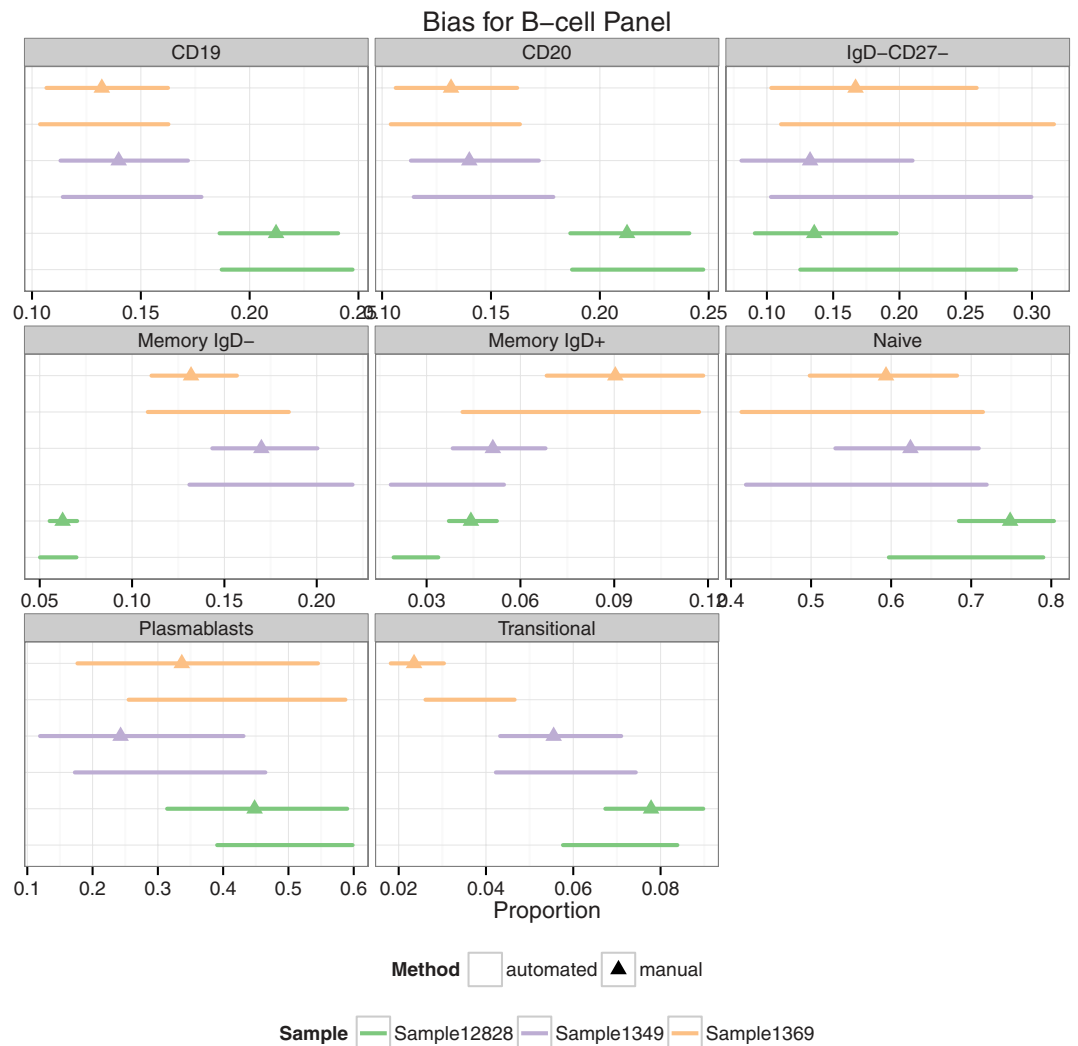 Bias for B−cell Panel
CD19 CD20 IgD−CD27−
0.10 0.15 0.20 0.25 0.10 0.15 0.20 0.25 0.10 0.15 0.20 0.25 0.30
Memory IgD− Memory IgD+ Naive
0.05 0.10 0.15 0.20 0.03 0.06 0.09 0.12 0.4 0.5 0.6 0.7 0.8
Plasmablasts Transitional
0.1 0.2 0.3 0.4 0.5 0.6 0.02 0.04 0.06 0.08
Proportion
Method automated manual
Sample Sample12828 Sample1349 Sample1369